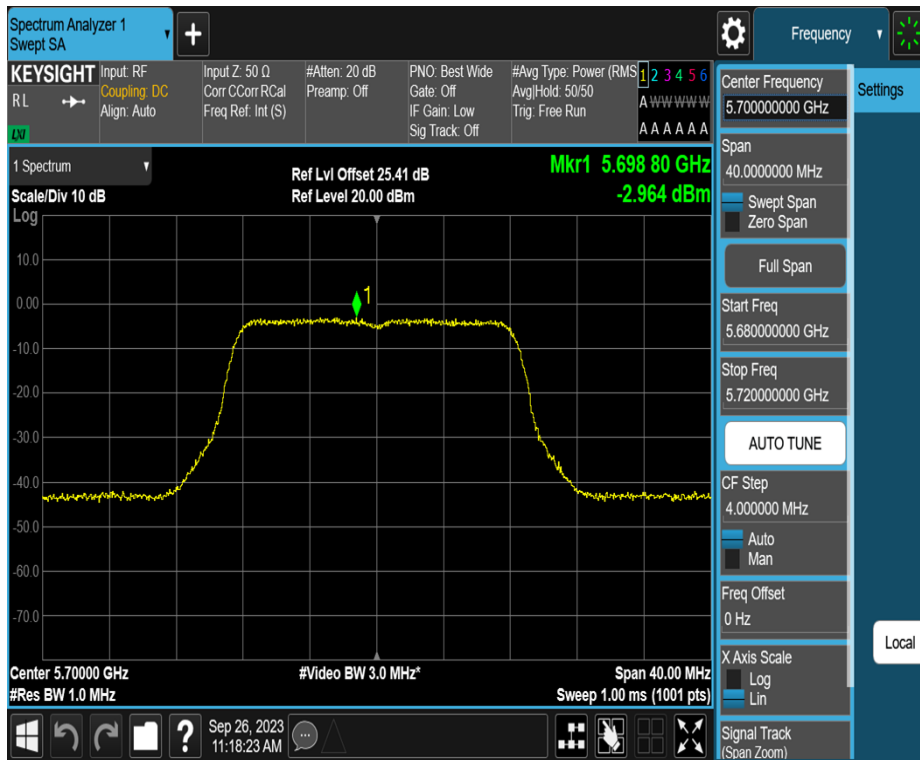 Spectrum Analyzer 1
Swept SA
+
Frequency
KEYSIGHT
R L
LXI
Input: RF
Coupling: DC
Align: Auto
Input Z: 50 Ω
Corr CCorr RCal
Freq Ref: Int (S)
#Atten: 20 dB
Preamp: Off
PNO: Best Wide
Gate: Off
IF Gain: Low
Sig Track: Off
#Avg Type: Power (RMS
Avg|Hold: 50/50
Trig: Free Run
1 2 3 4 5 6
A W W W W W
A A A A A A
1 Spectrum
Scale/Div 10 dB
Log
Ref Lvl Offset 25.41 dB
Ref Level 20.00 dBm
Mkr1 5.698 80 GHz
-2.964 dBm
1
10.0
0.00
-10.0
-20.0
-30.0
-40.0
-50.0
-60.0
-70.0
Center 5.70000 GHz
#Res BW 1.0 MHz
#Video BW 3.0 MHz*
Span 40.00 MHz
Sweep 1.00 ms (1001 pts)
?
Sep 26, 2023
11:18:23 AM
Center Frequency
5.700000000 GHz
Span
40.0000000 MHz
Swept Span
Zero Span
Full Span
Start Freq
5.680000000 GHz
Stop Freq
5.720000000 GHz
AUTO TUNE
CF Step
4.000000 MHz
Auto
Man
Freq Offset
0 Hz
X Axis Scale
Log
Lin
Signal Track
(Span Zoom)
Settings
Local